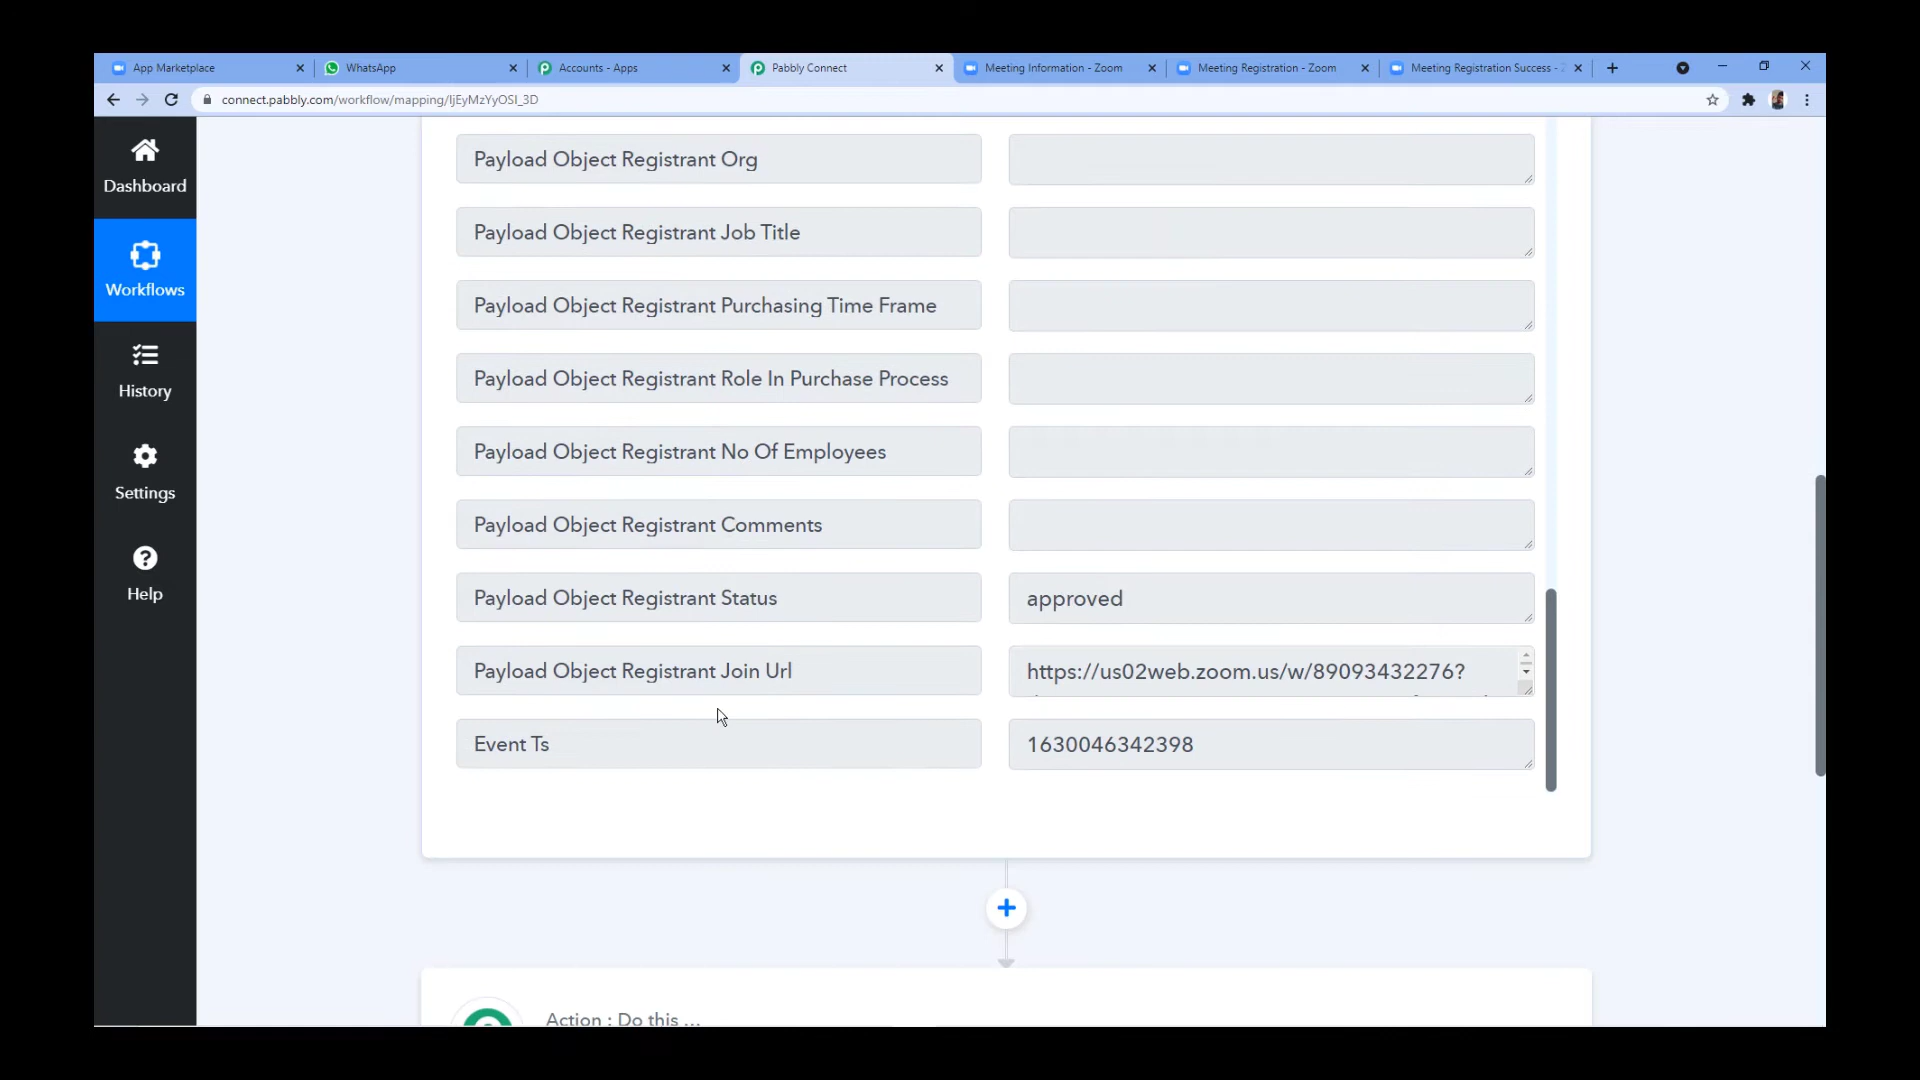 App Marketplace
WhatsApp
Accounts - Apps
Pabbly Connect
Meeting Information - Zoom
Meeting Registration - Zoom
Meeting Registration Success -
connect.pabbly.com/workflow/mapping/IjEyMzYyOSI_3D
Dashboard
Workflows
History
Settings
Help
Payload Object Registrant Org
Payload Object Registrant Job Title
Payload Object Registrant Purchasing Time Frame
Payload Object Registrant Role In Purchase Process
Payload Object Registrant No Of Employees
Payload Object Registrant Comments
Payload Object Registrant Status
approved
Payload Object Registrant Join Url
https://us02web.zoom.us/w/89093432276?
Event Ts
1630046342398
Action : Do this ...